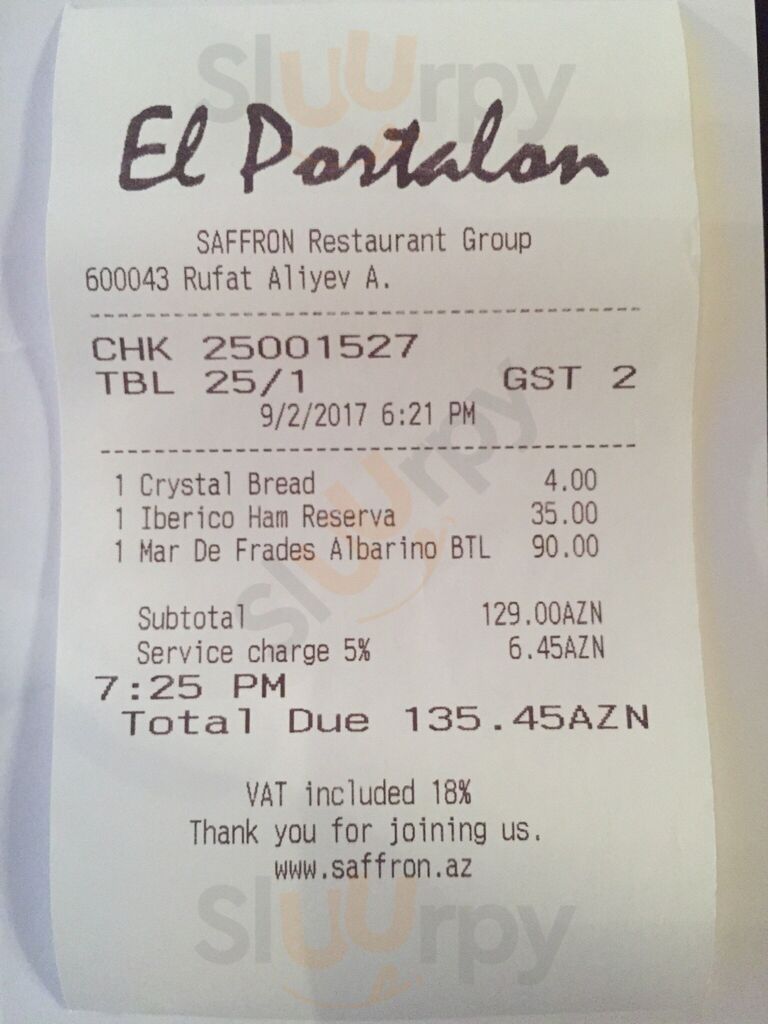 Sluurpy
El Portalon
SAFFRON Restaurant Group
600043 Rufat Aliyev A.
CHK 25001527
TBL 25/1 GST 2
9/2/2017 6:21 PM
1 Crystal Bread 4.00
1 Iberico Ham Reserva 35.00
1 Mar De Frades Albarino BTL 90.00
Sluurpy
Subtotal 129.00AZN
Service charge 5% 6.45AZN
7:25 PM
Total Due 135.45AZN
VAT included 18%
Thank you for joining us.
www.saffron.az
Sluurpy